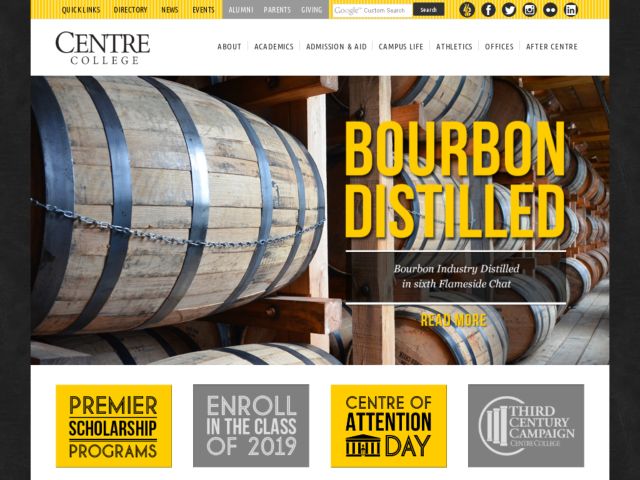 QUICKLINKS DIRECTORY NEWS EVENTS ALUMNI PARENTS GIVING Google Custom Search Search
CENTRE
COLLEGE
ABOUT ACADEMICS ADMISSION & AID CAMPUS LIFE ATHLETICS OFFICES AFTER CENTRE
BOURBON
DISTILLED
Bourbon Industry Distilled
in sixth Flameside Chat
READ MORE
PREMIER
SCHOLARSHIP
PROGRAMS
ENROLL
IN THE CLASS
OF 2019
CENTRE OF
ATTENTION
DAY
THIRD
CENTURY
CAMPAIGN
CENTRE COLLEGE